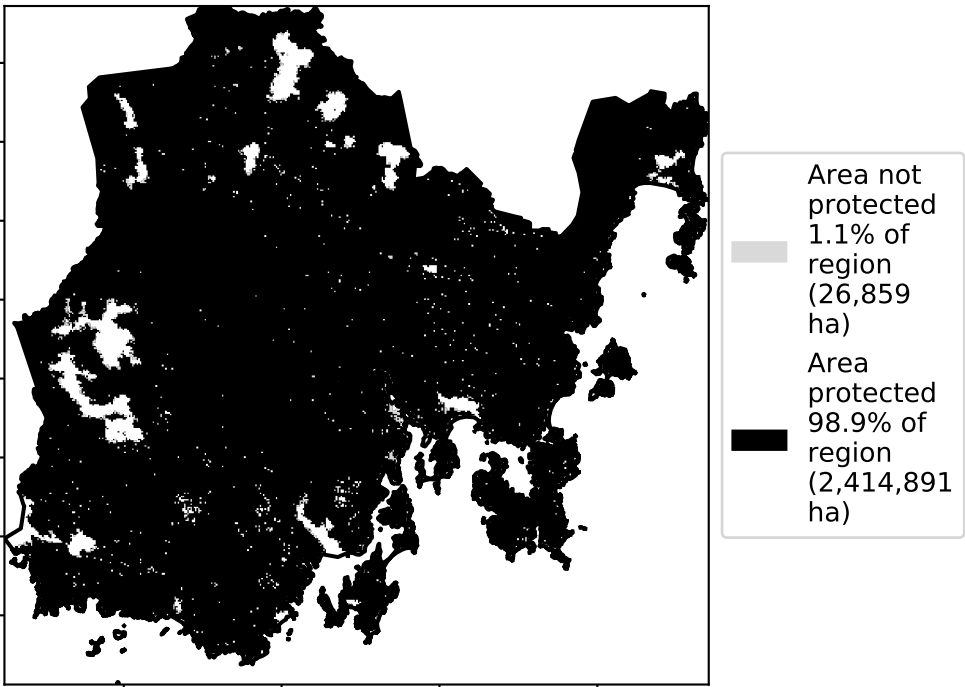 Area not
protected
1.1% of
region
(26,859
ha)
Area
protected
98.9% of
region
(2,414,891
ha)